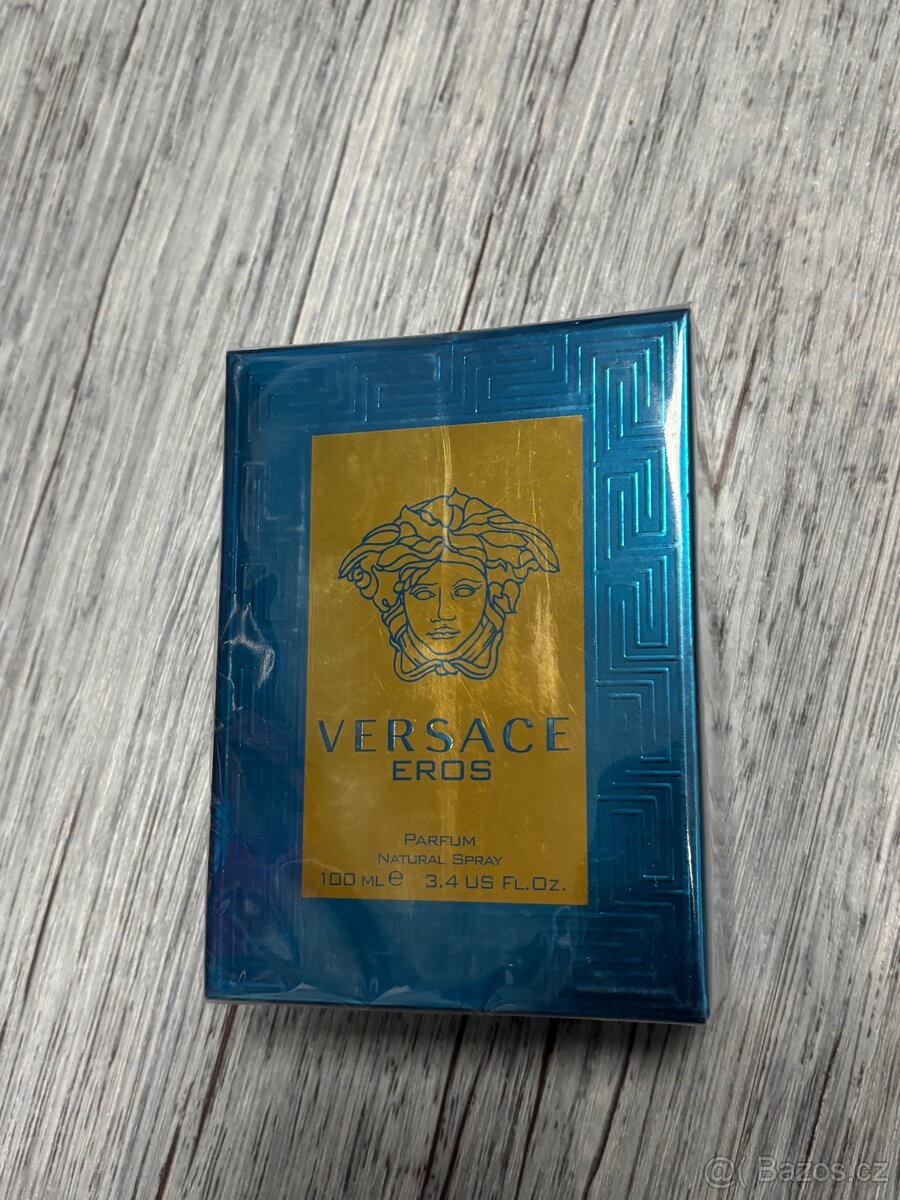 VERSACE
EROS
PARFUM
NATURAL SPRAY
100 ML e 3.4 US FL.OZ.
@( Bazos.cz